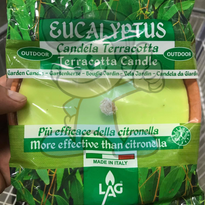 EUCALYPTUS
OUTDOOR Candela Terracotta OUTDOOR
Terracotta Candle
Garden Candle - Gartenkerze - Bougie Jardin - Vela Jardín - Candela da Giardino
Più efficace della citronella
More effective than citronella
MADE IN ITALY
LAG